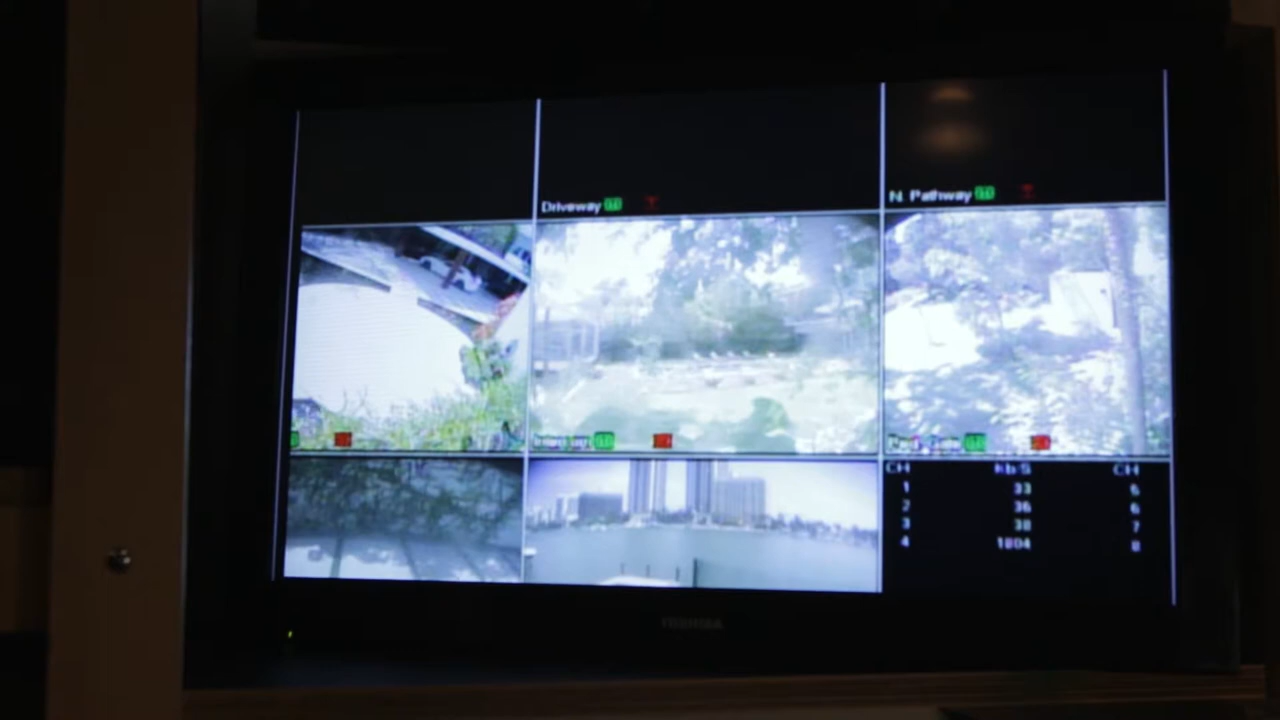 Driveway
N. Pathway
CH kb/S CH
1 33 5
2 36 6
3 38 7
4 1804 8
TOSHIBA